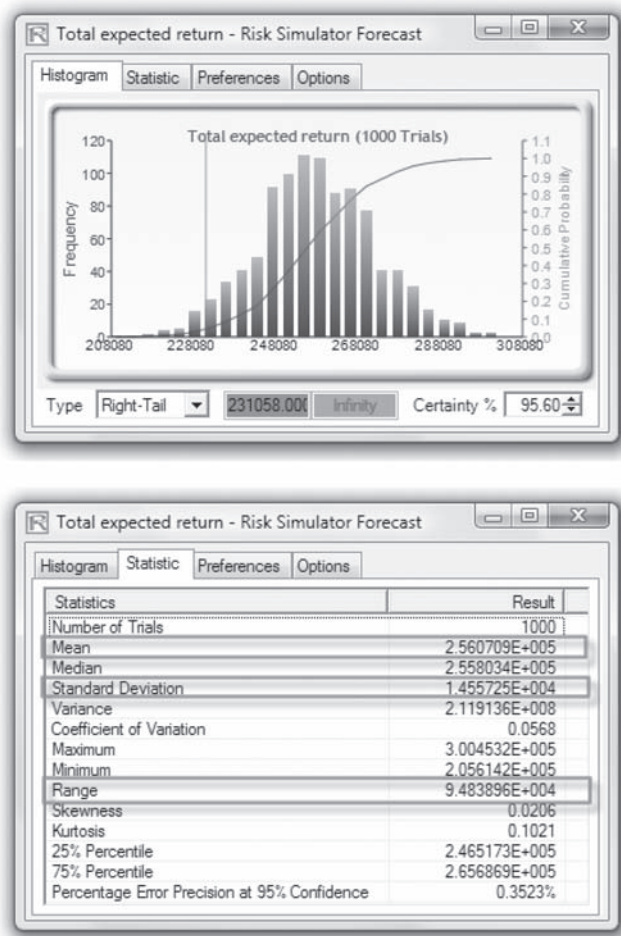 Total expected return - Risk Simulator Forecast
Histogram Statistic Preferences Options
Total expected return (1000 Trials)
120
100
80
60
40
20
0
Frequency
1.1
1.0
0.9
0.8
0.7
0.6
0.5
0.4
0.3
0.2
0.1
0.0
Cumulative Probability
208080 228080 248080 268080 288080 308080
Type Right-Tail 231058.00 Infinity Certainty % 95.60
Total expected return - Risk Simulator Forecast
Histogram Statistic Preferences Options
Statistics Result
Number of Trials 1000
Mean 2.560709E+005
Median 2.558034E+005
Standard Deviation 1.455725E+004
Variance 2.119136E+008
Coefficient of Variation 0.0568
Maximum 3.004532E+005
Minimum 2.056142E+005
Range 9.483896E+004
Skewness 0.0206
Kurtosis 0.1021
25% Percentile 2.465173E+005
75% Percentile 2.656869E+005
Percentage Error Precision at 95% Confidence 0.3523%